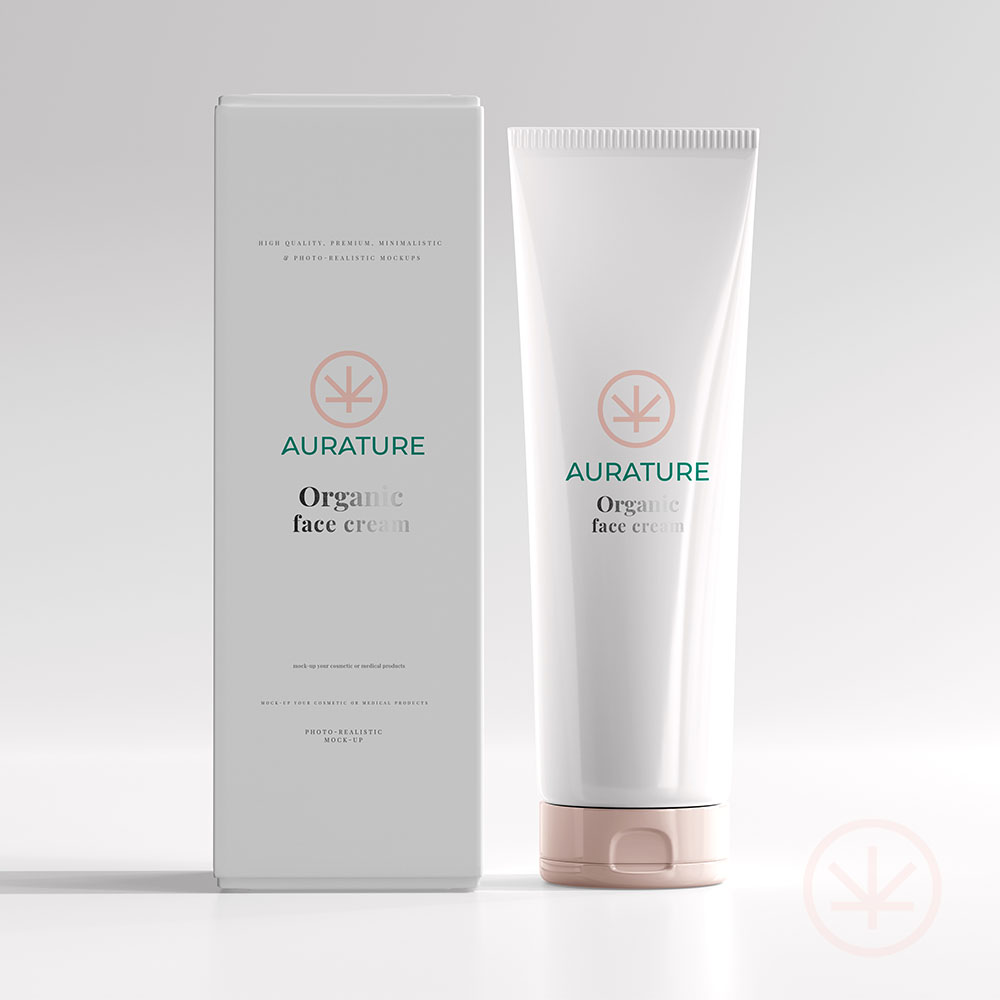 HIGH QUALITY, PREMIUM, MINIMALISTIC
& PHOTO-REALISTIC MOCKUPS
AURATURE
Organic
face cream
mock-up your cosmetic or medical products
MOCK-UP YOUR COSMETIC OR MEDICAL PRODUCTS
PHOTO-REALISTIC
MOCK-UP
AURATURE
Organic
face cream